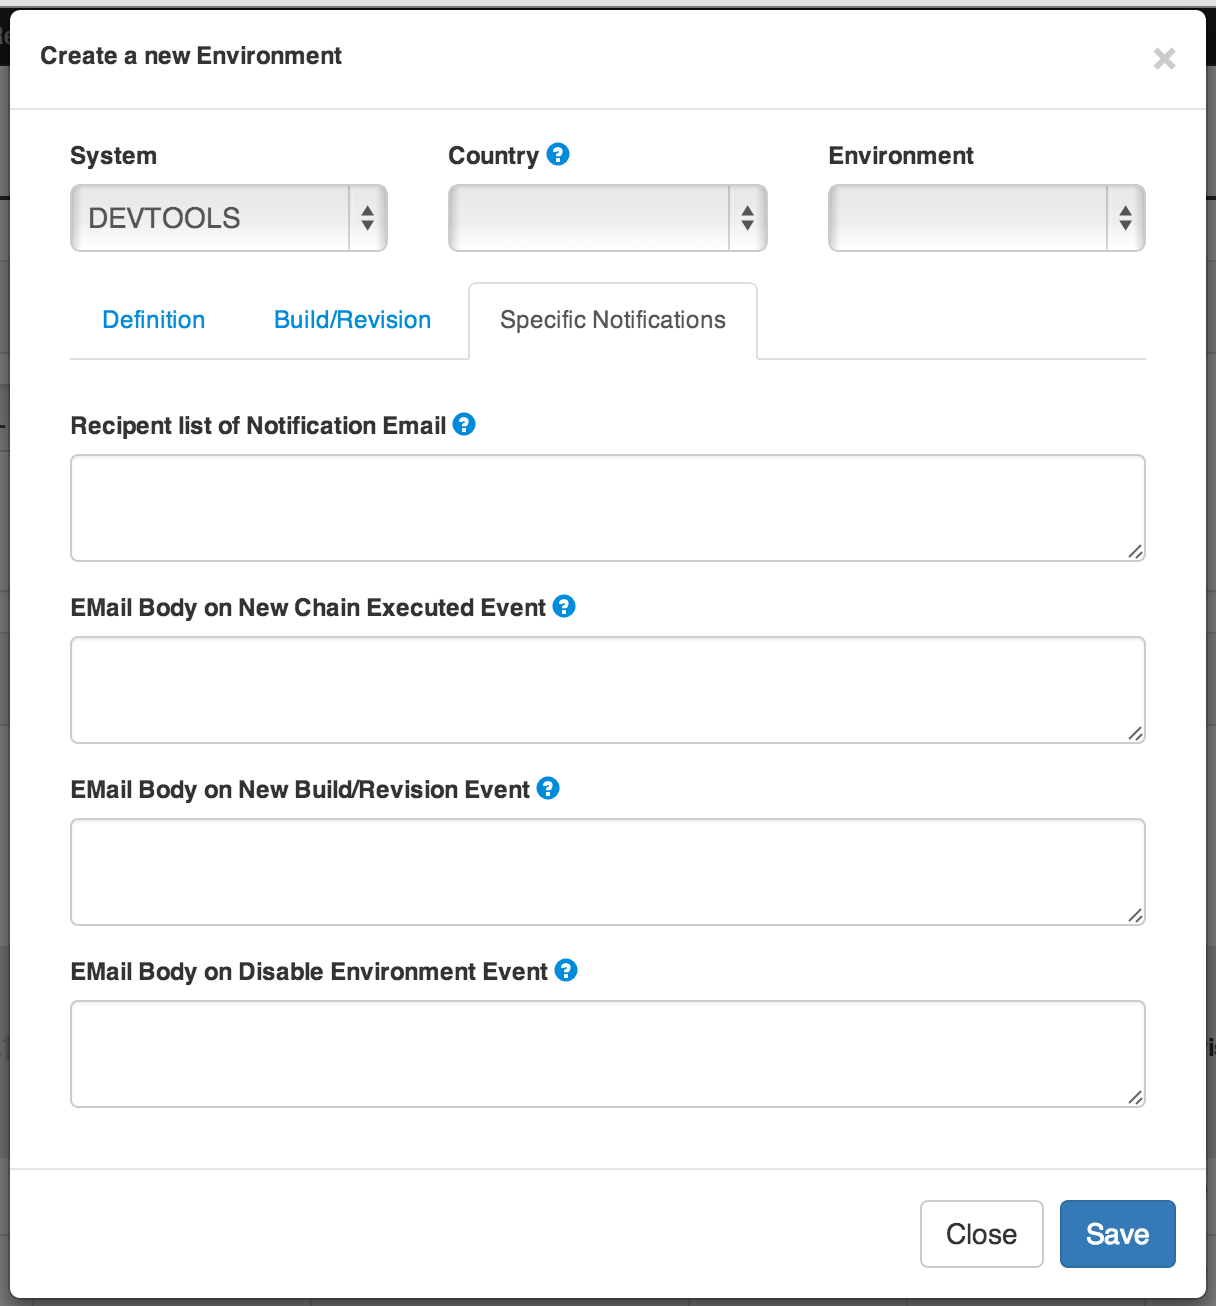 Create a new Environment
×
System Country ? Environment
DEVTOOLS
Definition Build/Revision Specific Notifications
Recipent list of Notification Email ?
EMail Body on New Chain Executed Event ?
EMail Body on New Build/Revision Event ?
EMail Body on Disable Environment Event ?
Close Save